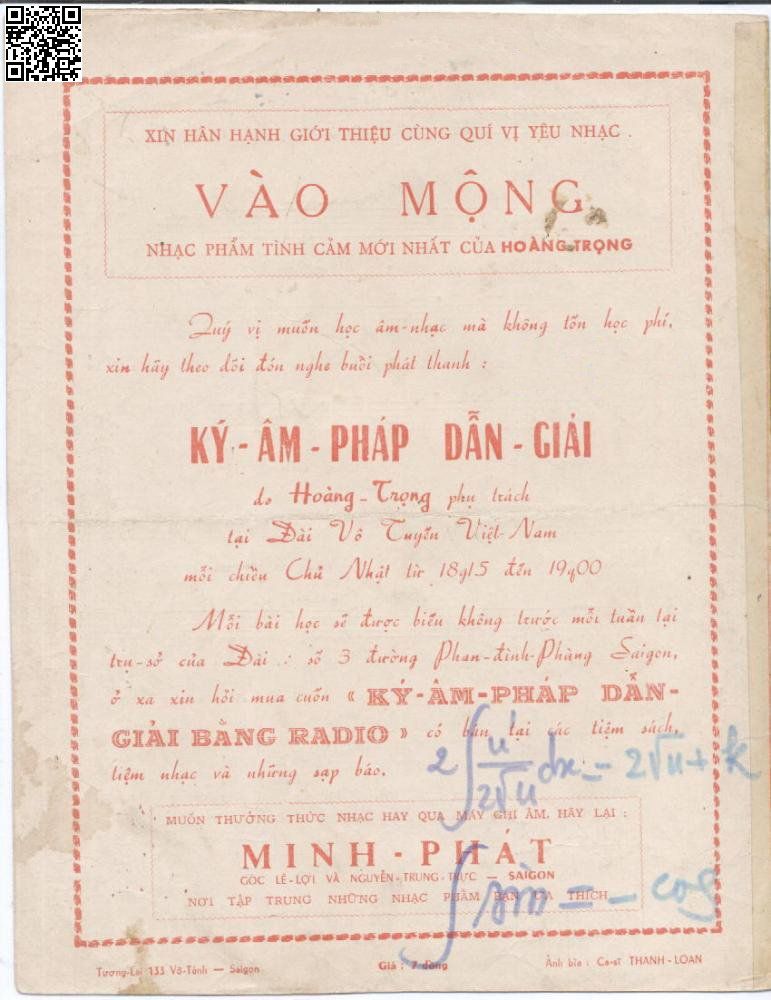 XIN HÂN HẠNH GIỚI THIỆU CÙNG QUÍ VỊ YÊU NHẠC .
VÀO MỘNG
NHẠC PHẨM TÌNH CẢM MỚI NHẤT CỦA HOÀNG TRỌNG
Quý vị muốn học âm-nhạc mà không tốn học phí,
xin hãy theo dõi đón nghe buổi phát thanh :
KÝ - ÂM - PHÁP DẪN - GIẢI
do Hoàng - Trọng phụ trách
tại Đài Vô Tuyến Việt-Nam
mỗi chiều Chủ Nhật từ 18g15 đến 19g00
Mỗi bài học sẽ được biếu không trước mỗi tuần tại
trụ-sở của Đài : số 3 đường Phan-đình-Phùng Saigon,
ở xa xin hỏi mua cuốn « KÝ-ÂM-PHÁP DẪN-
GIẢI BẰNG RADIO » có bán tại các tiệm sách,
tiệm nhạc và những sạp báo.
2∫ u'/2√u dx = 2√u + k
MUỐN THƯỞNG THỨC NHẠC HAY QUA MÁY GHI ÂM, HÃY LẠI :
MINH - PHÁT
GÓC LÊ-LỢI VÀ NGUYỄN-TRUNG-TRỰC — SAIGON
NƠI TẬP TRUNG NHỮNG NHẠC PHẨM BẠN ƯA THÍCH
∫ sin = - cos
Tương-Lai 133 Võ-Tánh — Saigon
Giá : 7 đồng
Ảnh bìa : Ca-sĩ THANH-LOAN